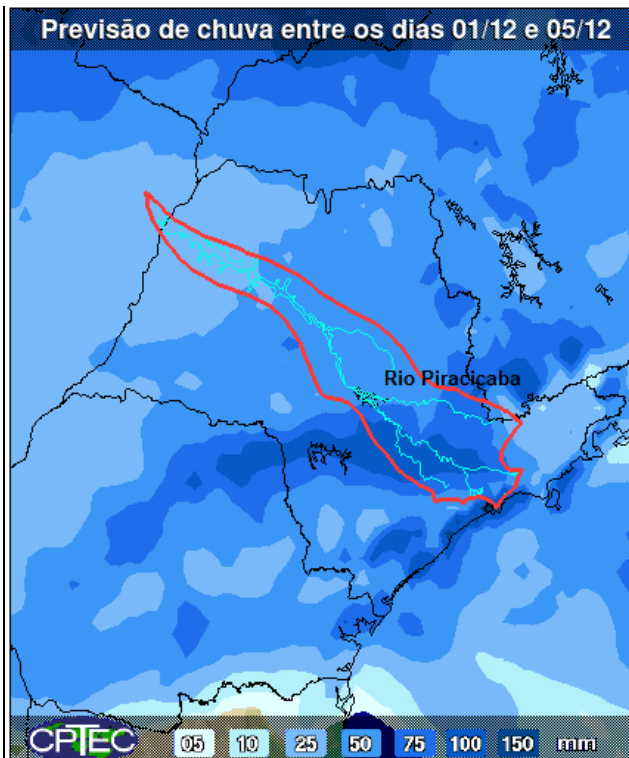 Previsão de chuva entre os dias 01/12 e 05/12
Rio Piracicaba
CPTEC 05 10 25 50 75 100 150 mm